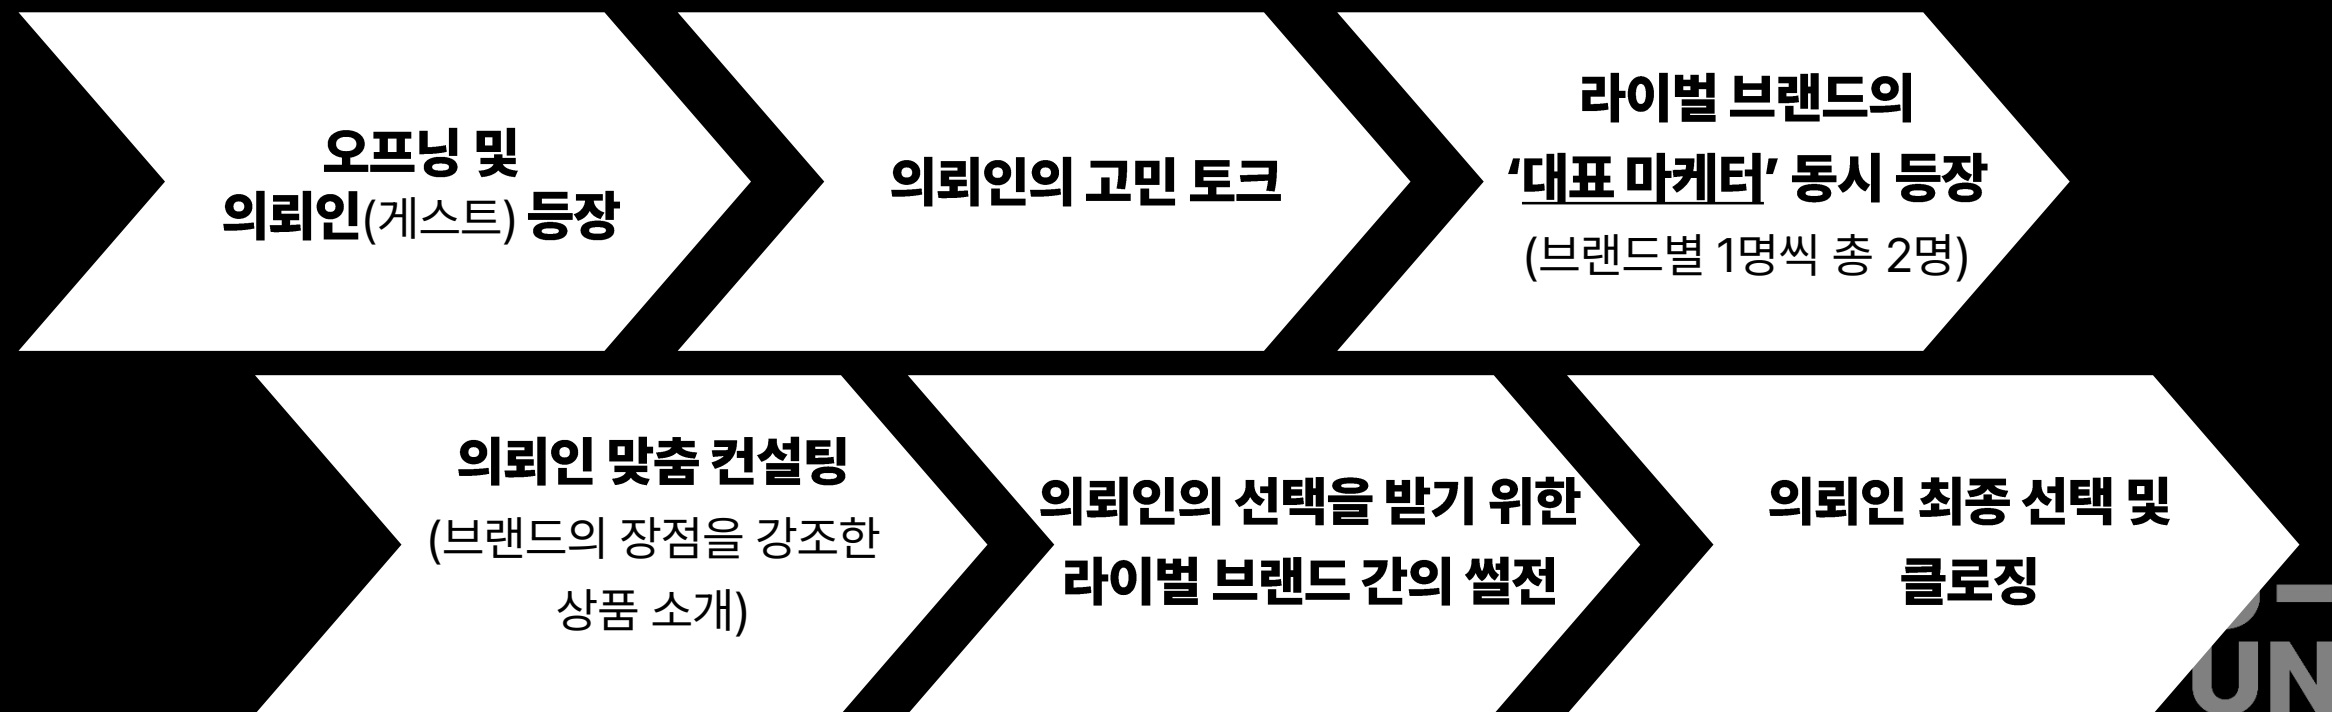 오프닝 및
의뢰인(게스트) 등장
의뢰인의 고민 토크
라이벌 브랜드의
‘대표 마케터’ 동시 등장
(브랜드별 1명씩 총 2명)
의뢰인 맞춤 컨설팅
(브랜드의 장점을 강조한
상품 소개)
의뢰인의 선택을 받기 위한
라이벌 브랜드 간의 썰전
의뢰인 최종 선택 및
클로징
UN